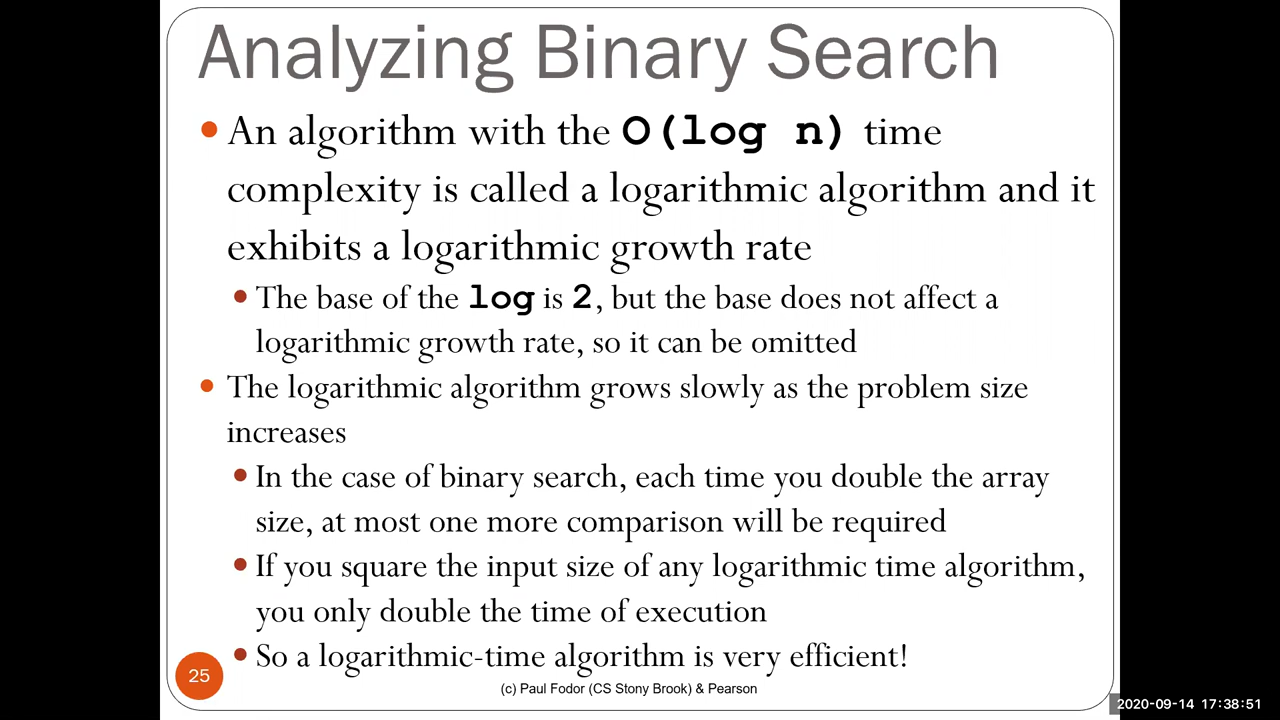 Analyzing Binary Search
• An algorithm with the O(log n) time
complexity is called a logarithmic algorithm and it
exhibits a logarithmic growth rate
• The base of the log is 2, but the base does not affect a
logarithmic growth rate, so it can be omitted
• The logarithmic algorithm grows slowly as the problem size
increases
• In the case of binary search, each time you double the array
size, at most one more comparison will be required
• If you square the input size of any logarithmic time algorithm,
you only double the time of execution
• So a logarithmic-time algorithm is very efficient!
25
(c) Paul Fodor (CS Stony Brook) & Pearson
2020-09-14 17:38:51